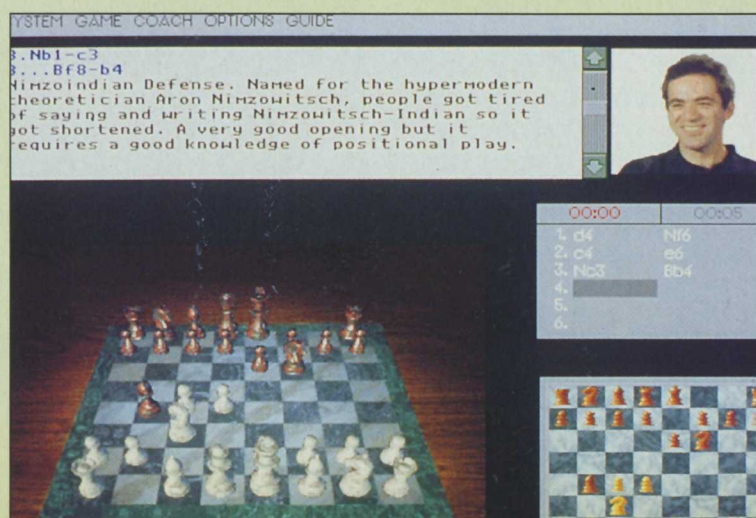 YSTEM GAME COACH OPTIONS GUIDE
3.Nb1-c3
3...Bf8-b4
Nimzoindian Defense. Named for the hypermodern
theoretician Aron Nimzowitsch, people got tired
of saying and writing Nimzowitsch-Indian so it
got shortened. A very good opening but it
requires a good knowledge of positional play.
00:00 00:05
1. d4 Nf6
2. c4 e6
3. Nc3 Bb4
4.
5.
6.